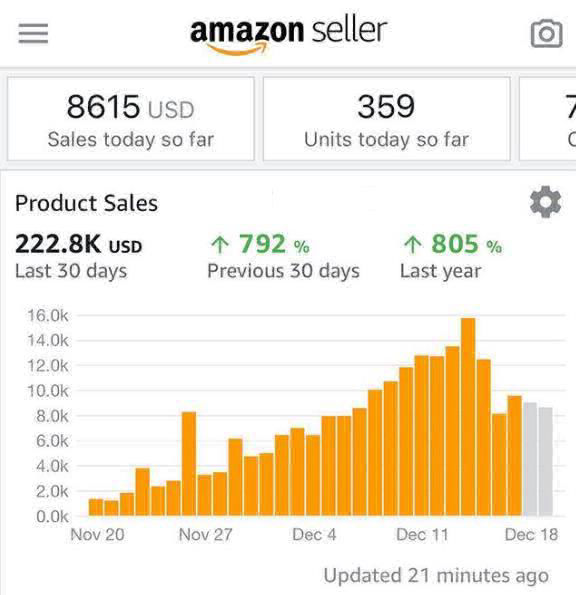 amazon seller
8615 USD
Sales today so far
359
Units today so far
Product Sales
222.8K USD
Last 30 days
↑ 792 %
Previous 30 days
↑ 805 %
Last year
16.0k
14.0k
12.0k
10.0k
8.0k
6.0k
4.0k
2.0k
0.0k
Nov 20 Nov 27 Dec 4 Dec 11 Dec 18
Updated 21 minutes ago